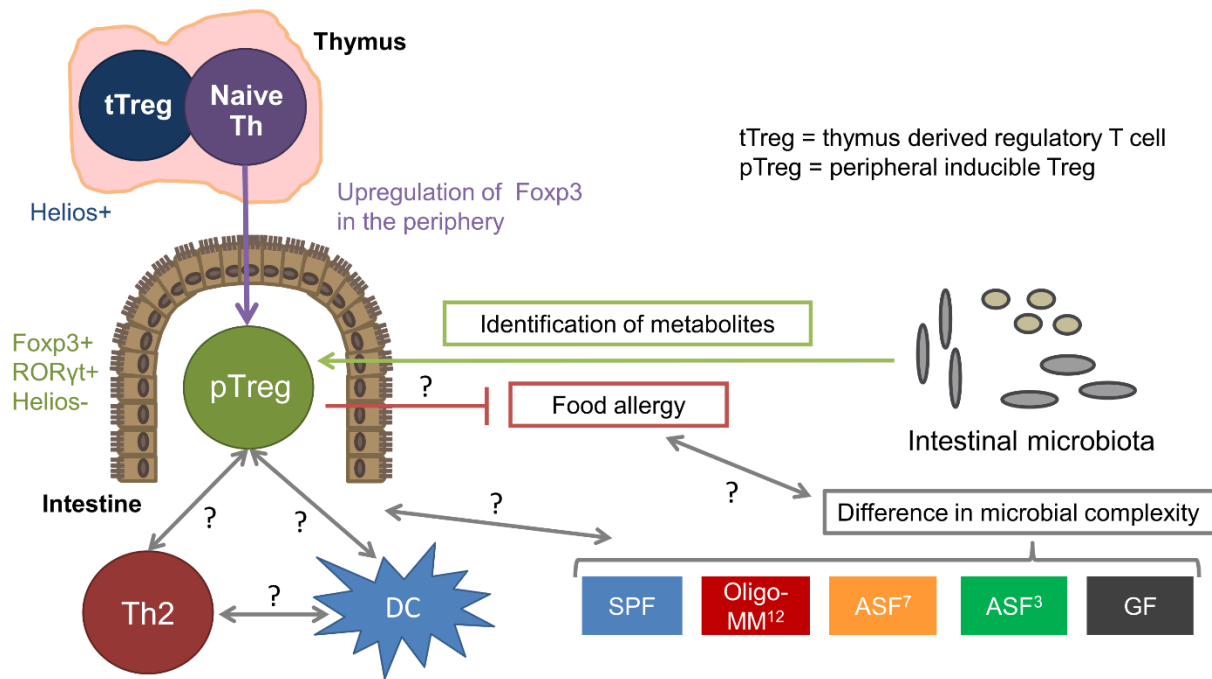 Thymus
tTreg
Naive
Th
tTreg = thymus derived regulatory T cell
pTreg = peripheral inducible Treg
Helios+
Upregulation of Foxp3
in the periphery
Identification of metabolites
Foxp3+
RORγt+
Helios-
pTreg
?
Food allergy
Intestinal microbiota
Intestine
?
?
?
?
Difference in microbial complexity
Th2
?
DC
SPF
Oligo-
MM¹²
ASF⁷
ASF³
GF